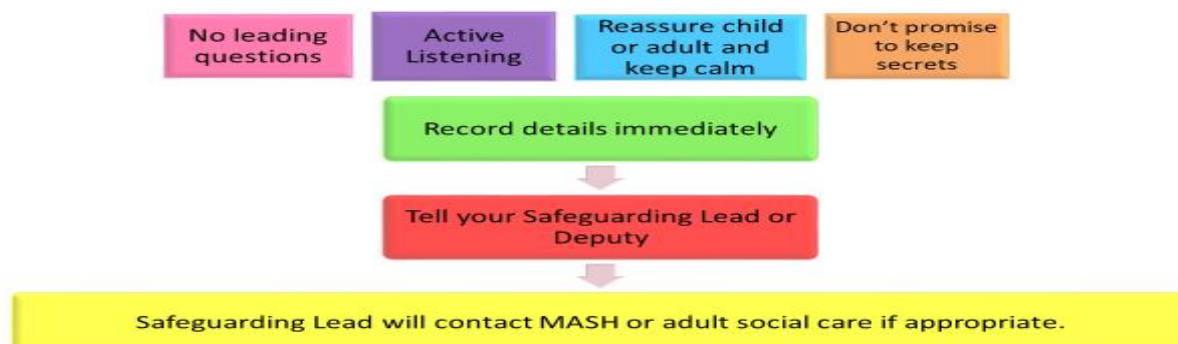 No leading
questions
Active
Listening
Reassure child
or adult and
keep calm
Don't promise
to keep
secrets
Record details immediately
Tell your Safeguarding Lead or
Deputy
Safeguarding Lead will contact MASH or adult social care if appropriate.